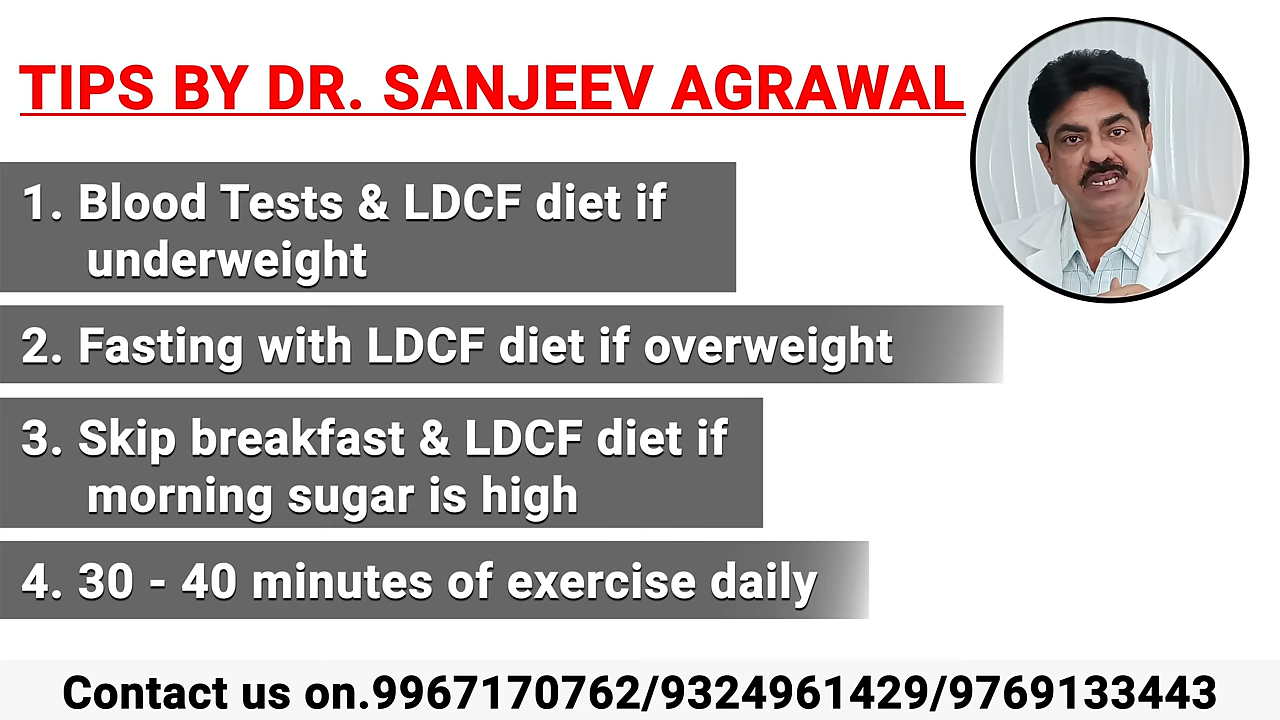 TIPS BY DR. SANJEEV AGRAWAL
1. Blood Tests & LDCF diet if
underweight
2. Fasting with LDCF diet if overweight
3. Skip breakfast & LDCF diet if
morning sugar is high
4. 30 - 40 minutes of exercise daily
Contact us on.9967170762/9324961429/9769133443